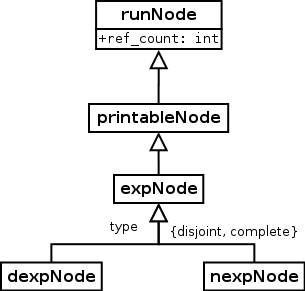 runNode
+ref_count: int
printableNode
expNode
type
{disjoint, complete}
dexpNode
nexpNode